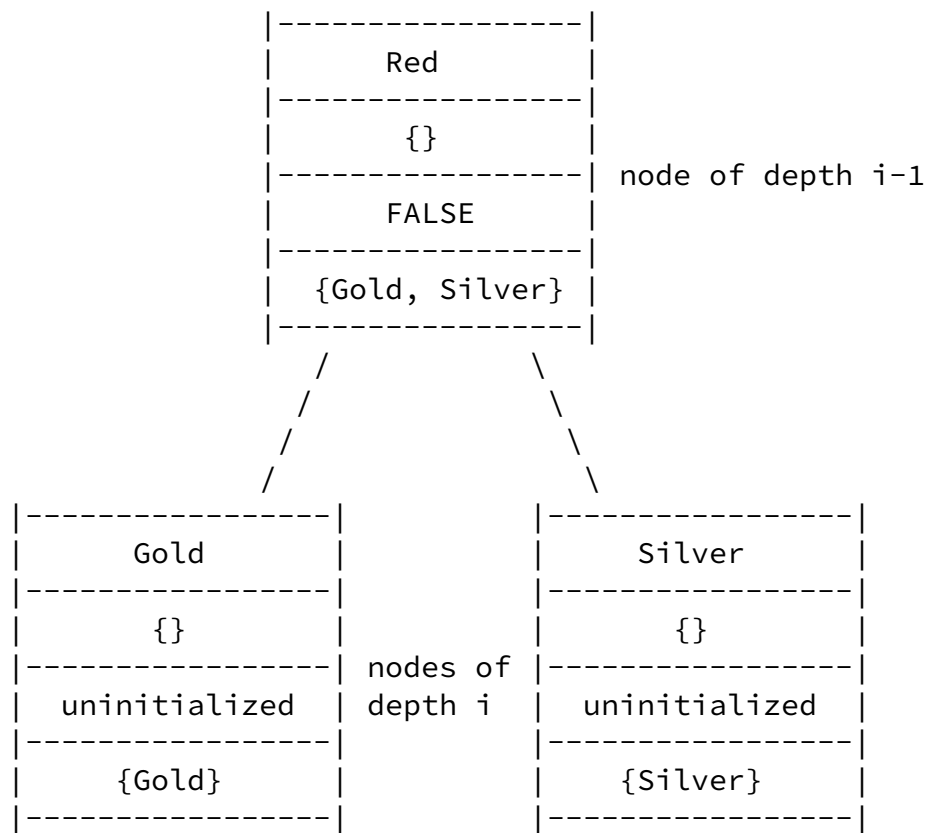 Red
{}
node of depth i-1
FALSE
{Gold, Silver}
Gold
Silver
{}
{}
nodes of
depth i
uninitialized
uninitialized
{Gold}
{Silver}